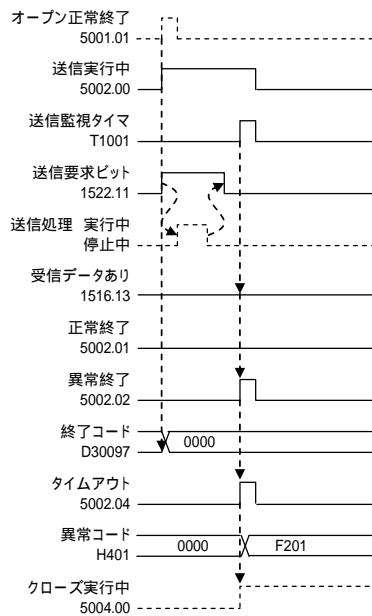 オープン正常終了
5001.01
送信実行中
5002.00
送信監視タイマ
T1001
送信要求ビット
1522.11
送信処理 実行中
停止中
受信データあり
1516.13
正常終了
5002.01
異常終了
5002.02
終了コード
D30097
0000
タイムアウト
5002.04
異常コード
H401
0000
F201
クローズ実行中
5004.00